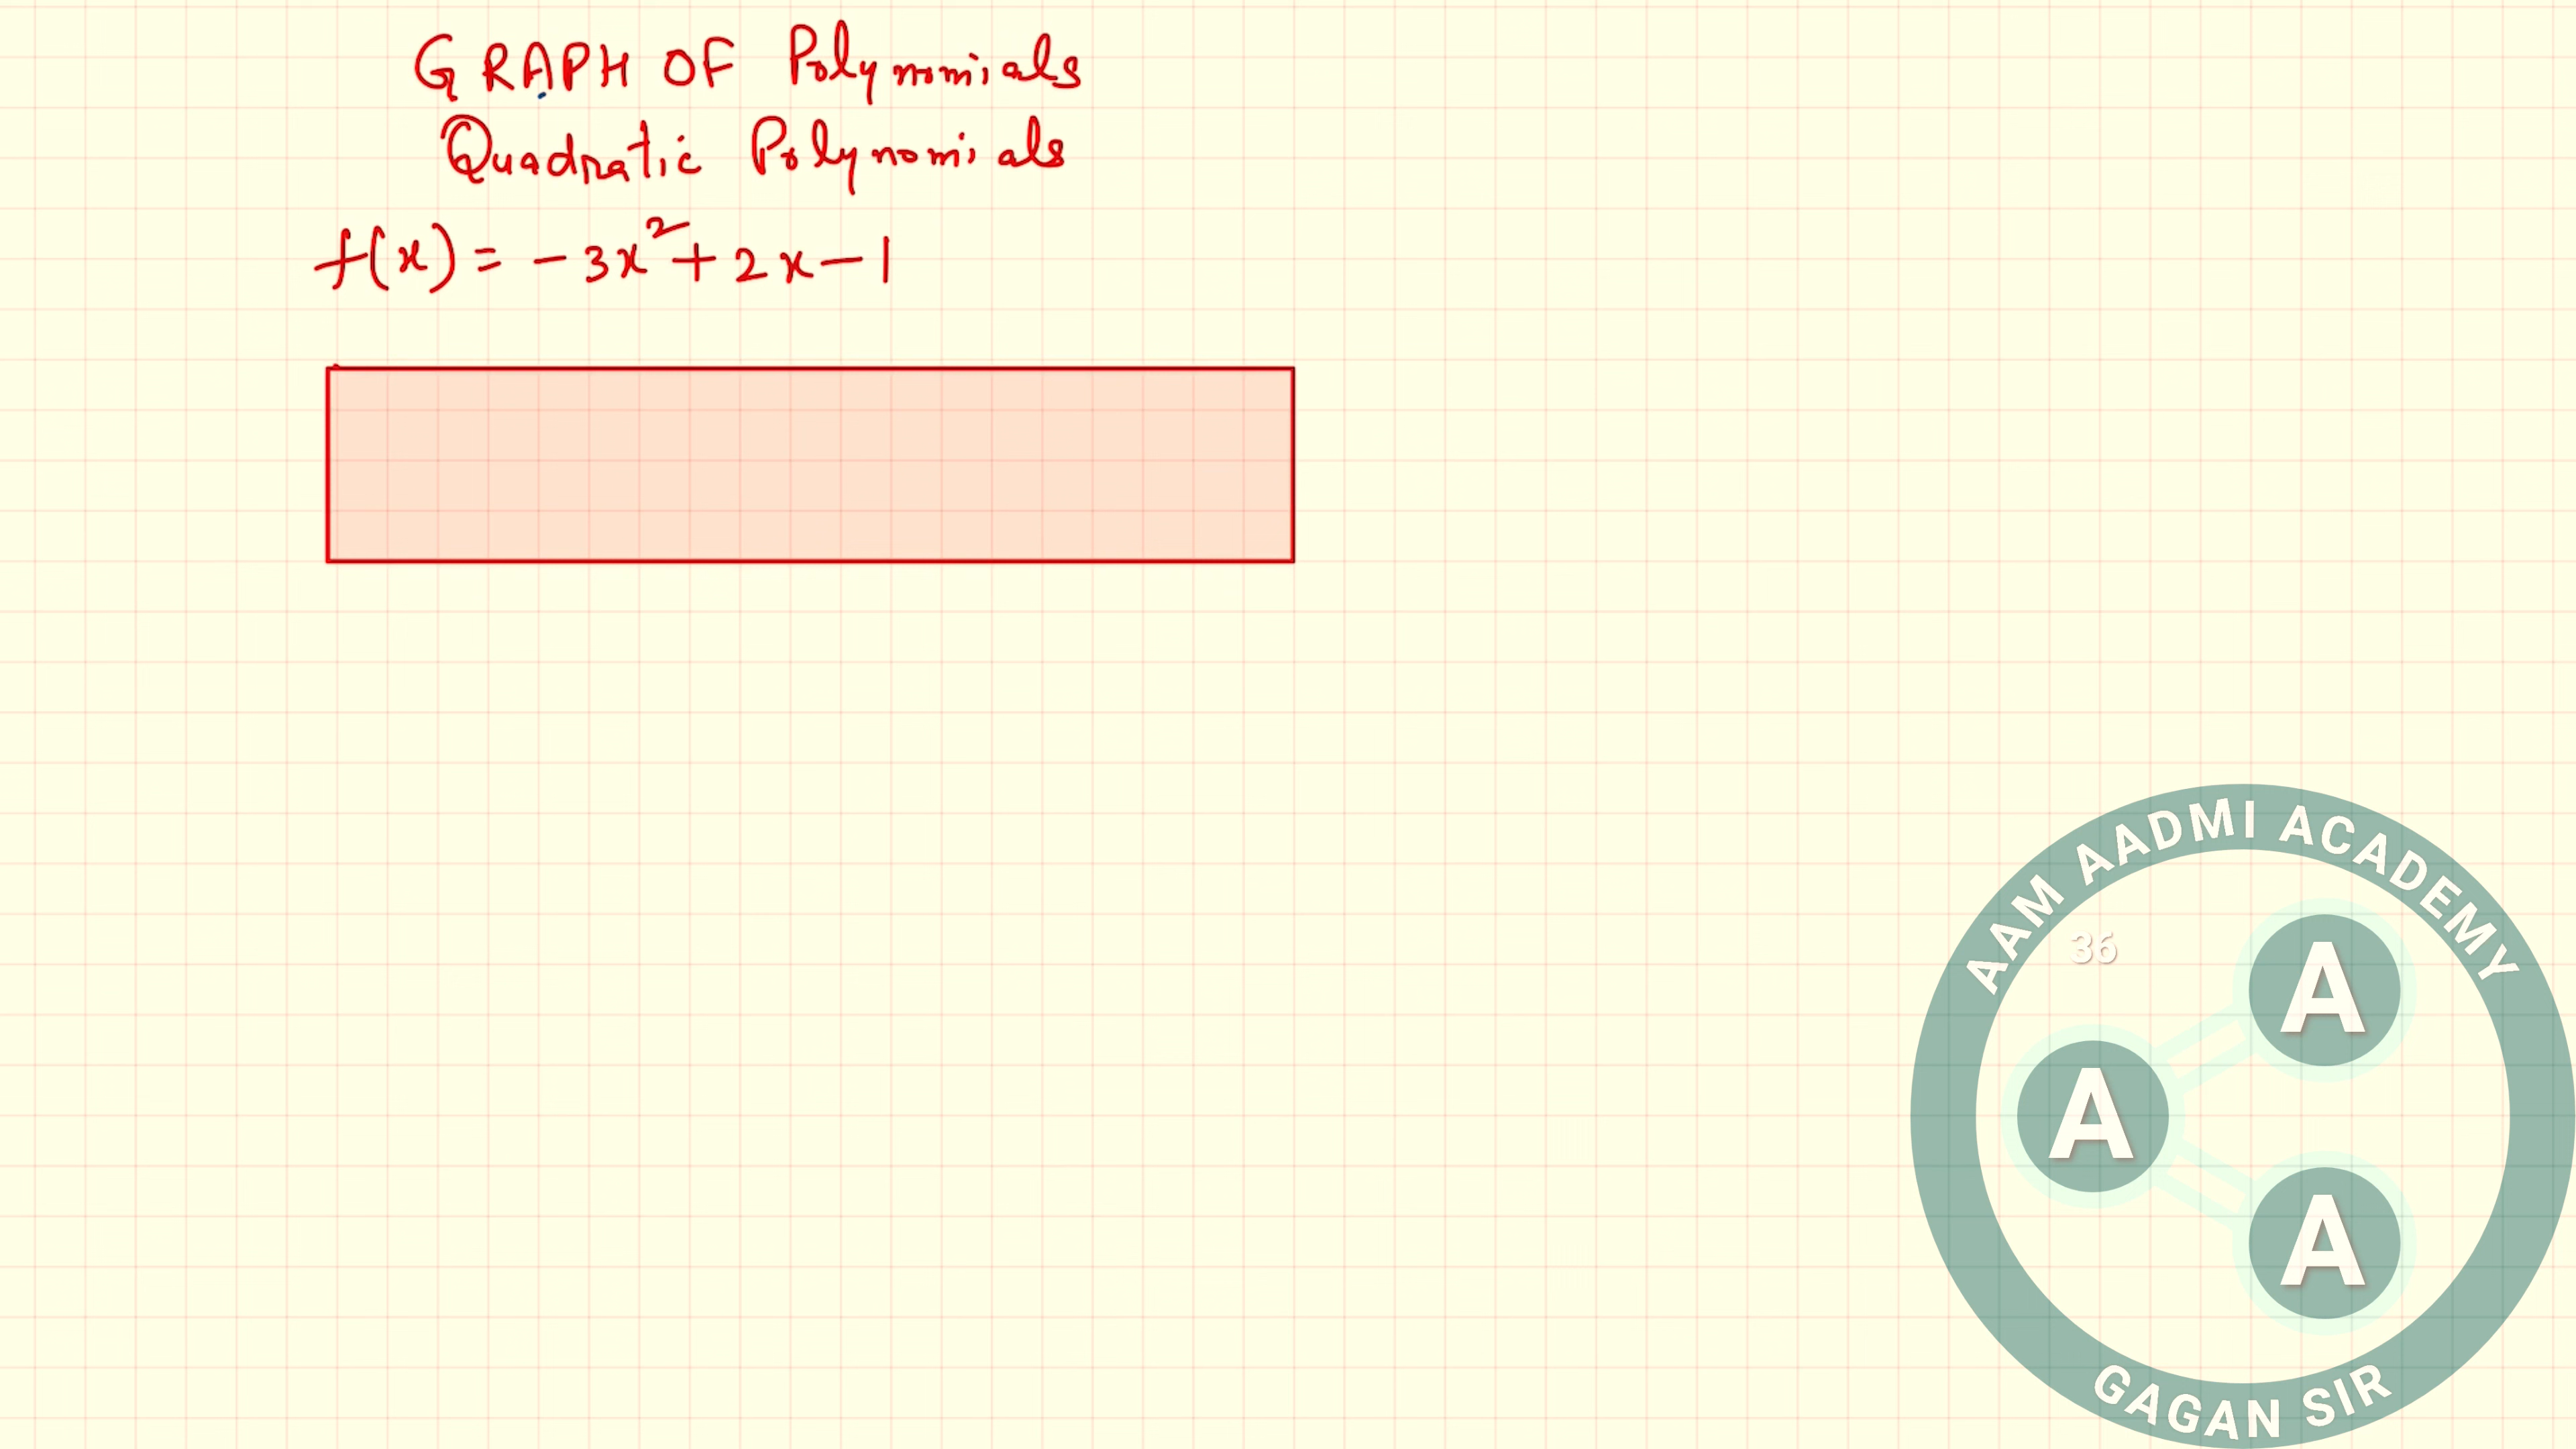 GRAPH OF Polynomials
Quadratic Polynomials
f(x) = -3x²+2x-1
AAM AADMI ACADEMY
36
A
A
A
GAGAN SIR